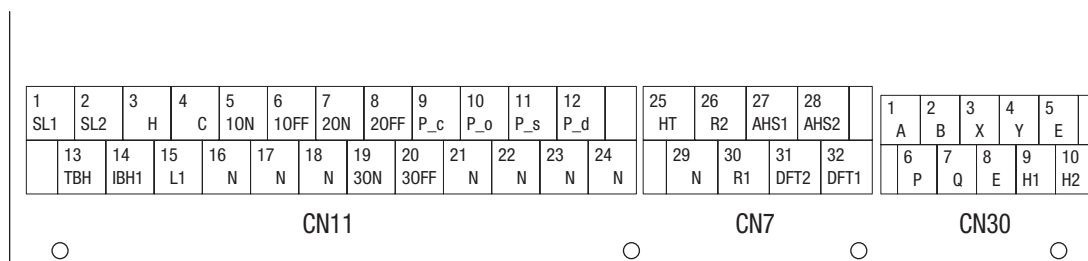 1 2 3 4 5 6 7 8 9 10 11 12
SL1 SL2 H C 1ON 1OFF 2ON 2OFF P_c P_o P_s P_d
13 14 15 16 17 18 19 20 21 22 23 24
TBH IBH1 L1 N N N 3ON 3OFF N N N N
CN11
25 26 27 28
HT R2 AHS1 AHS2
29 30 31 32
N R1 DFT2 DFT1
CN7
1 2 3 4 5
A B X Y E
6 7 8 9 10
P Q E H1 H2
CN30